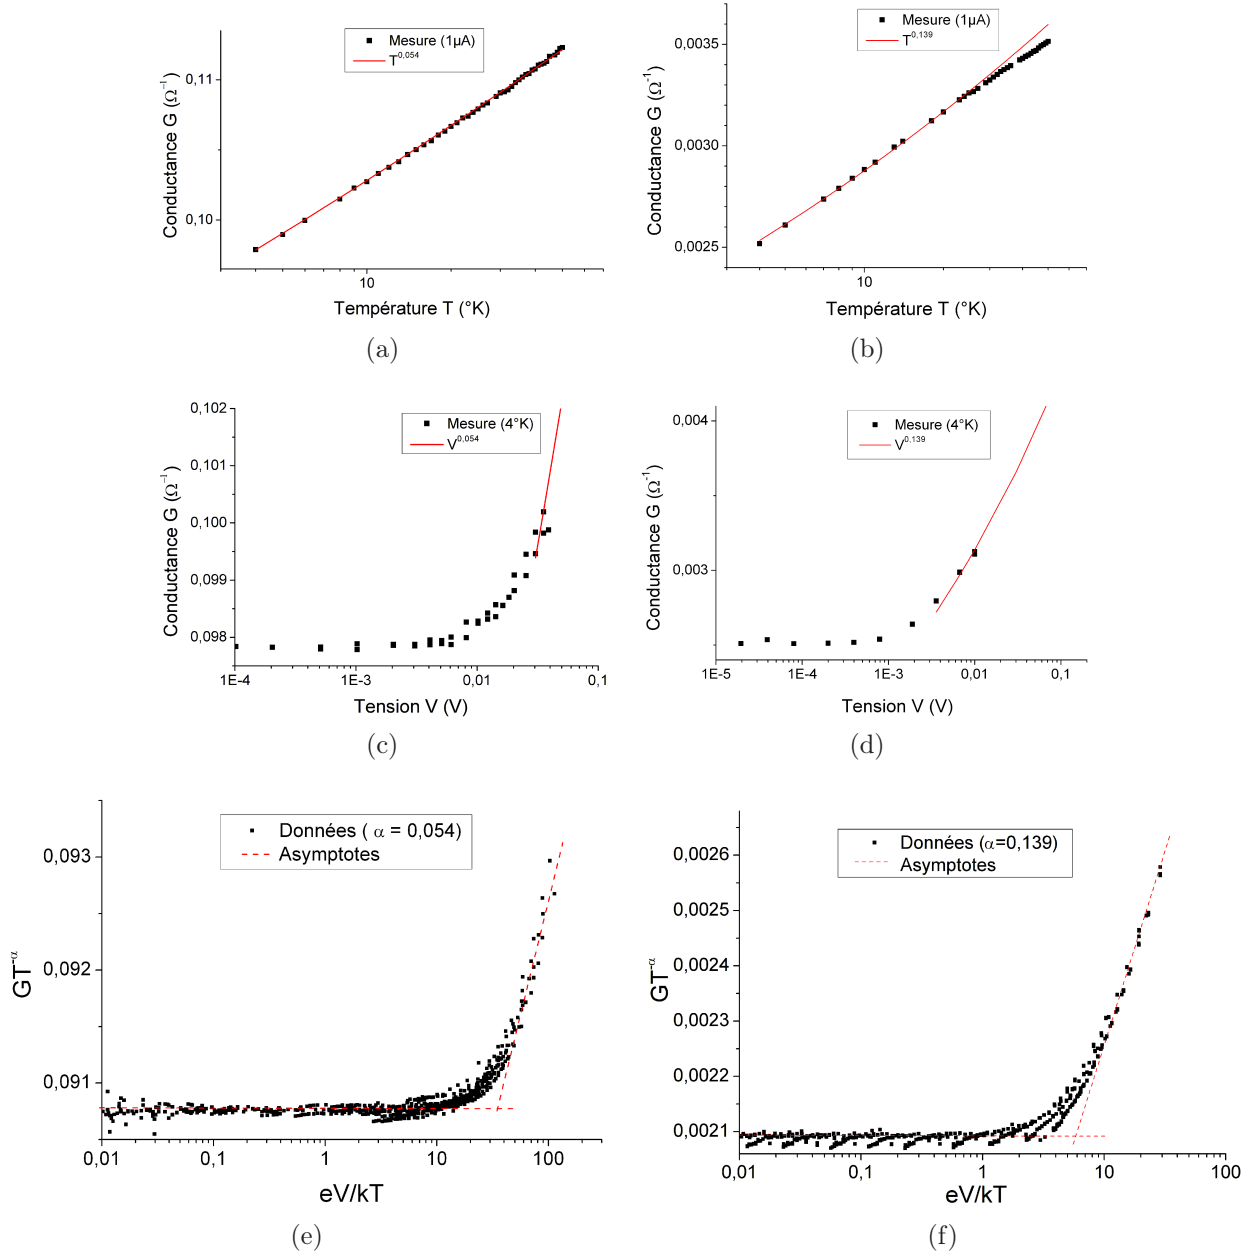 Mesure (1µA)
T^0,054
Conductance G (Ω⁻¹)
0,11
0,10
10
Température T (°K)
(a)
Mesure (1µA)
T^0,139
Conductance G (Ω⁻¹)
0,0035
0,0030
0,0025
10
Température T (°K)
(b)
Mesure (4°K)
V^0,054
Conductance G (Ω⁻¹)
0,102
0,101
0,100
0,099
0,098
1E-4 1E-3 0,01 0,1
Tension V (V)
(c)
Mesure (4°K)
V^0,139
Conductance G (Ω⁻¹)
0,004
0,003
1E-5 1E-4 1E-3 0,01 0,1
Tension V (V)
(d)
Données ( α = 0,054)
Asymptotes
GT^-α
0,093
0,092
0,091
0,01 0,1 1 10 100
eV/kT
(e)
Données (α=0,139)
Asymptotes
GT^-α
0,0026
0,0025
0,0024
0,0023
0,0022
0,0021
0,01 0,1 1 10 100
eV/kT
(f)